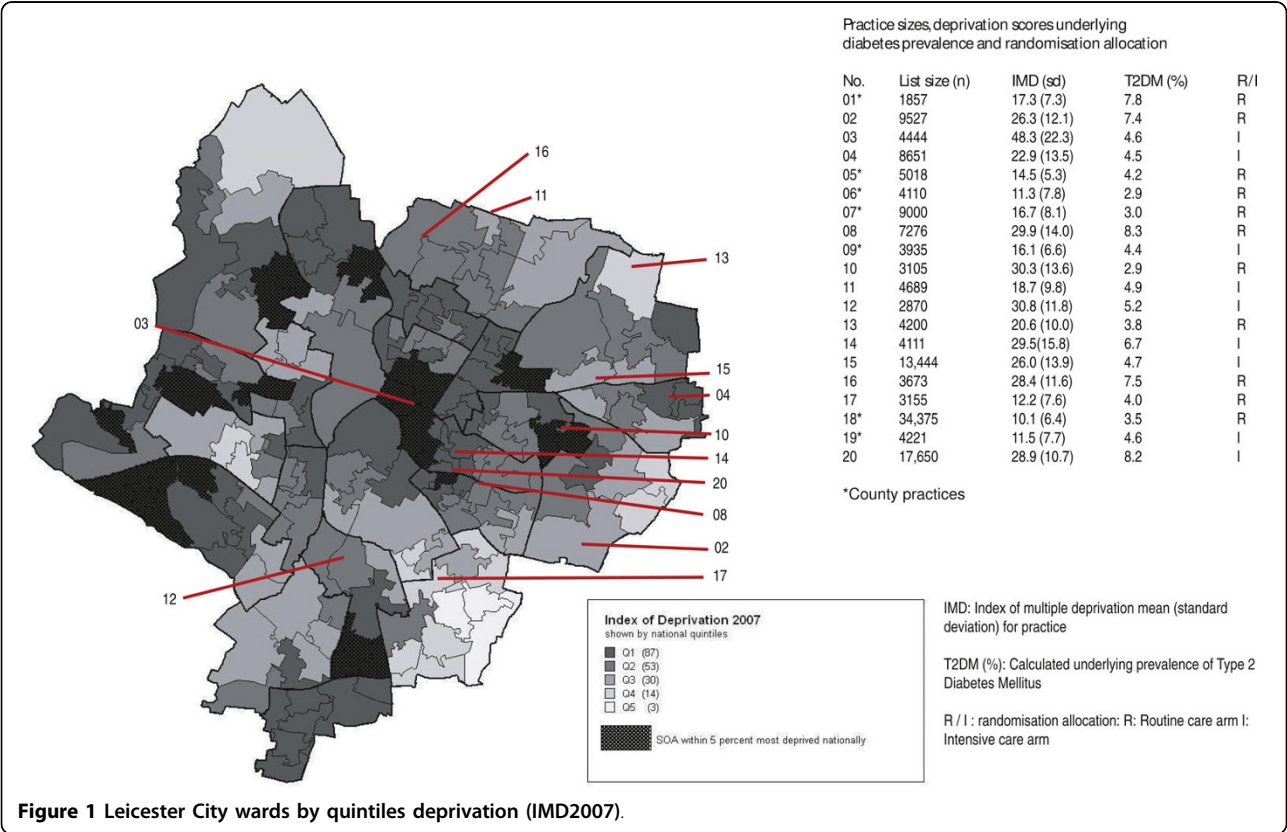 Practice sizes, deprivation scores underlying
diabetes prevalence and randomisation allocation
No. List size (n) IMD (sd) T2DM (%) R/I
01* 1857 17.3 (7.3) 7.8 R
02 9527 26.3 (12.1) 7.4 R
03 4444 48.3 (22.3) 4.6 I
04 8651 22.9 (13.5) 4.5 I
05* 5018 14.5 (5.3) 4.2 R
06* 4110 11.3 (7.8) 2.9 R
07* 9000 16.7 (8.1) 3.0 R
08 7276 29.9 (14.0) 8.3 R
09* 3935 16.1 (6.6) 4.4 I
10 3105 30.3 (13.6) 2.9 R
11 4689 18.7 (9.8) 4.9 I
12 2870 30.8 (11.8) 5.2 I
13 4200 20.6 (10.0) 3.8 R
14 4111 29.5(15.8) 6.7 I
15 13,444 26.0 (13.9) 4.7 I
16 3673 28.4 (11.6) 7.5 R
17 3155 12.2 (7.6) 4.0 R
18* 34,375 10.1 (6.4) 3.5 R
19* 4221 11.5 (7.7) 4.6 I
20 17,650 28.9 (10.7) 8.2 I
*County practices
16
11
13
03
15
04
10
14
20
08
02
17
12
Index of Deprivation 2007
shown by national quintiles
Q1 (87)
Q2 (53)
Q3 (30)
Q4 (14)
Q5 (3)
SOA within 5 percent most deprived nationally
IMD: Index of multiple deprivation mean (standard
deviation) for practice
T2DM (%): Calculated underlying prevalence of Type 2
Diabetes Mellitus
R / I : randomisation allocation: R: Routine care arm I:
Intensive care arm
Figure 1 Leicester City wards by quintiles deprivation (IMD2007).